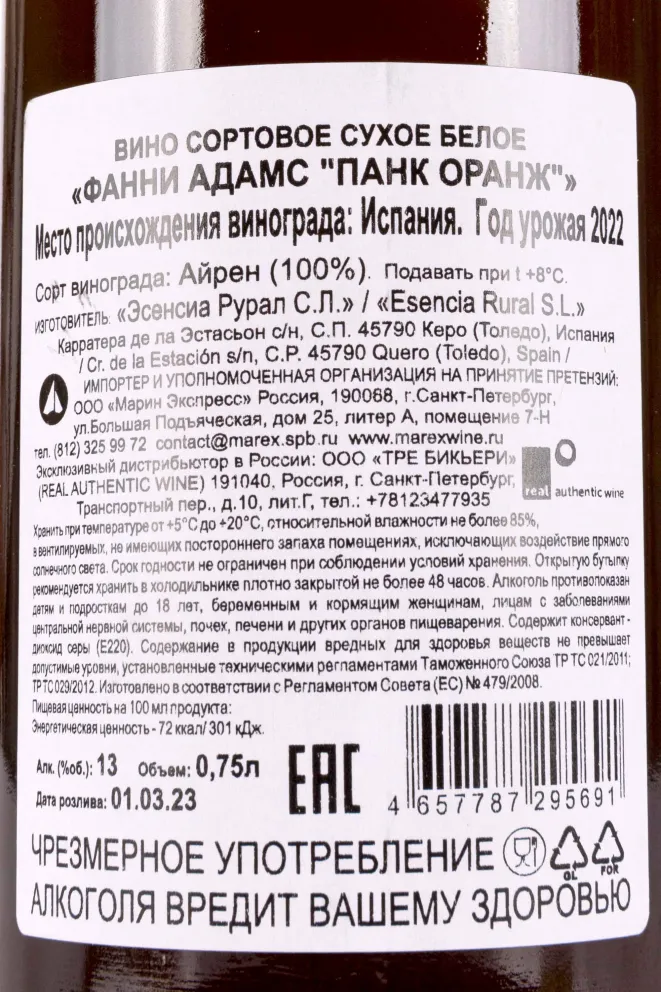 ВИНО СОРТОВОЕ СУХОЕ БЕЛОЕ
«ФАННИ АДАМС "ПАНК ОРАНЖ"»
Место происхождения винограда: Испания. Год урожая 2022
Сорт винограда: Айрен (100%). Подавать при t +8°C.
изготовитель: «Эсенсиа Рурал С.Л.» / «Esencia Rural S.L.»
Карратера де ла Эстасьон с/н, С.П. 45790 Керо (Толедо), Испания
/ Cr. de la Estación s/n, C.P. 45790 Quero (Toledo), Spain /
ИМПОРТЕР И УПОЛНОМОЧЕННАЯ ОРГАНИЗАЦИЯ НА ПРИНЯТИЕ ПРЕТЕНЗИЙ:
ООО «Марин Экспресс» Россия, 190068, г.Санкт-Петербург,
ул.Большая Подъяческая, дом 25, литер А, помещение 7-Н
тел. (812) 325 99 72 contact@marex.spb.ru www.marexwine.ru
Эксклюзивный дистрибьютор в России: ООО «ТРЕ БИКЬЕРИ»
(REAL AUTHENTIC WINE) 191040, Россия, г. Санкт-Петербург,
Транспортный пер., д.10, лит.Г, тел.: +78123477935
real authentic wine
Хранить при температуре от +5°C до +20°C, относительной влажности не более 85%,
в вентилируемых, не имеющих постороннего запаха помещениях, исключающих воздействие прямого
солнечного света. Срок годности не ограничен при соблюдении условий хранения. Открытую бутылку
рекомендуется хранить в холодильнике плотно закрытой не более 48 часов. Алкоголь противопоказан
детям и подросткам до 18 лет, беременным и кормящим женщинам, лицам с заболеваниями
центральной нервной системы, почек, печени и других органов пищеварения. Содержит консервант-
диоксид серы (E220). Содержание в продукции вредных для здоровья веществ не превышает
допустимые уровни, установленные техническими регламентами Таможенного Союза ТР ТС 021/2011;
ТР ТС 029/2012. Изготовлено в соответствии с Регламентом Совета (ЕС) № 479/2008.
Пищевая ценность на 100 мл продукта:
Энергетическая ценность - 72 ккал/ 301 кДж.
Алк. (%об.): 13 Объем: 0,75л
Дата розлива: 01.03.23
EAC
4 657787 295691
ЧРЕЗМЕРНОЕ УПОТРЕБЛЕНИЕ
GL FOR
АЛКОГОЛЯ ВРЕДИТ ВАШЕМУ ЗДОРОВЬЮ